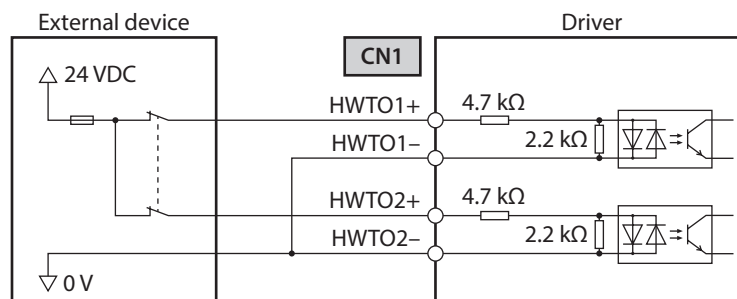 External device
Driver
CN1
24 VDC
HWTO1+
4.7 kΩ
HWTO1−
2.2 kΩ
HWTO2+
4.7 kΩ
HWTO2−
2.2 kΩ
0 V